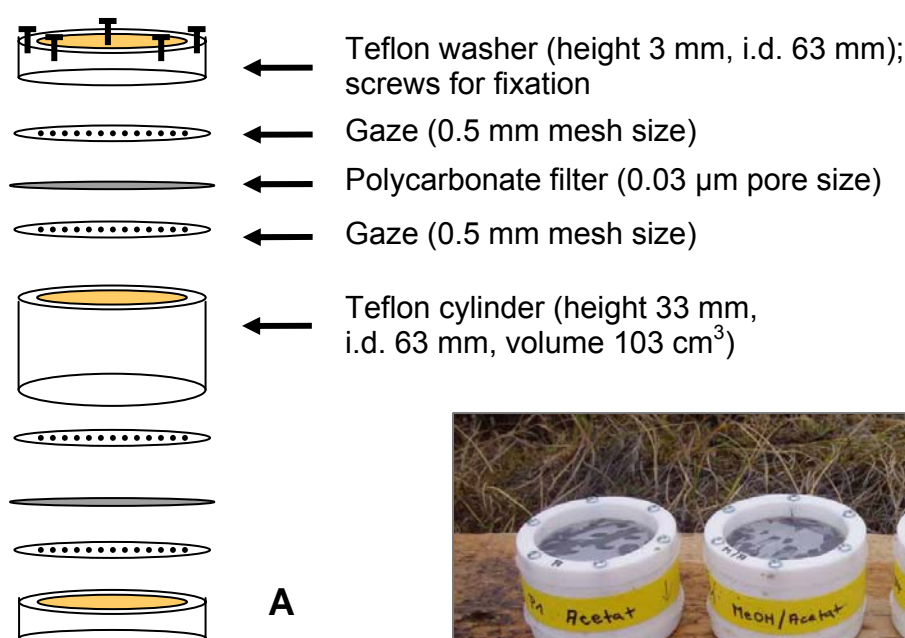 Teflon washer (height 3 mm, i.d. 63 mm);
screws for fixation
Gaze (0.5 mm mesh size)
Polycarbonate filter (0.03 µm pore size)
Gaze (0.5 mm mesh size)
Teflon cylinder (height 33 mm,
i.d. 63 mm, volume 103 cm³)
A
A
M/A
P1 Acetat
MeOH/Acetat